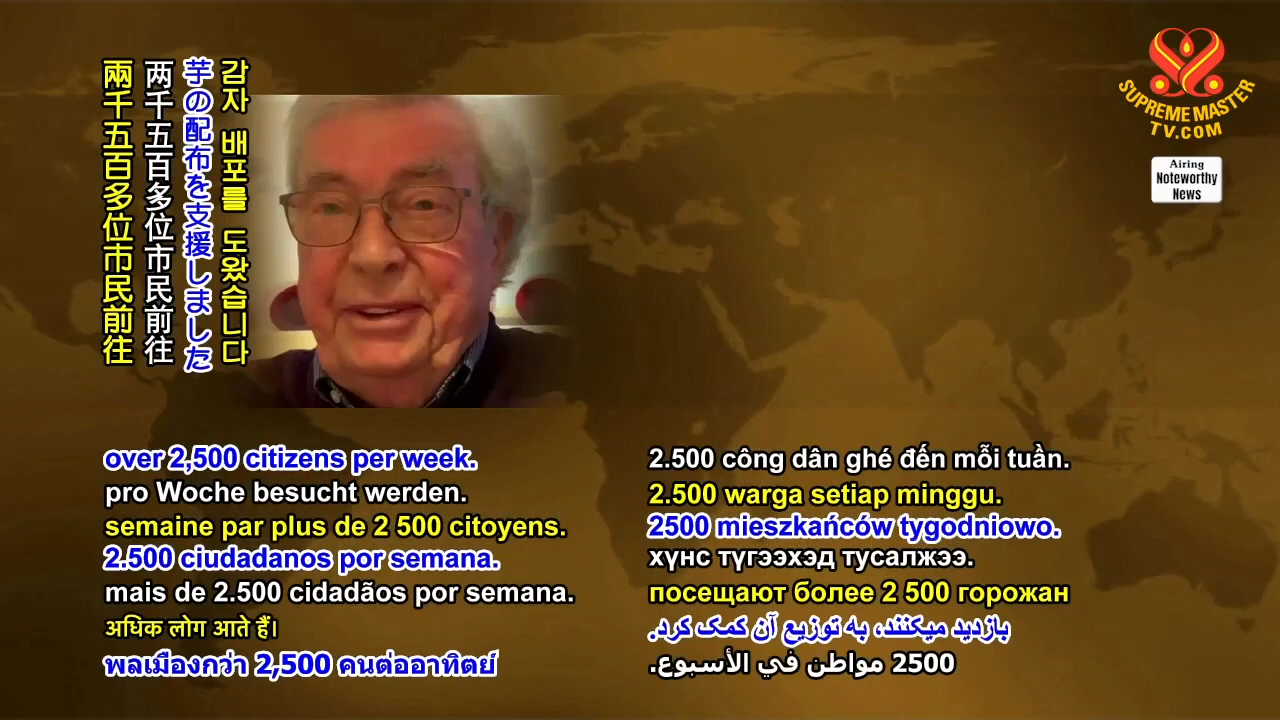 兩千五百多位市民前往
两千五百多位市民前往
芋の配布を支援しました
감자 배포를 도왔습니다
SUPREME MASTER
TV.COM
Airing
Noteworthy
News
over 2,500 citizens per week.
pro Woche besucht werden.
semaine par plus de 2 500 citoyens.
2.500 ciudadanos por semana.
mais de 2.500 cidadãos por semana.
अधिक लोग आते हैं।
พลเมืองกว่า 2,500 คนต่ออาทิตย์
2.500 công dân ghé đến mỗi tuần.
2.500 warga setiap minggu.
2500 mieszkańców tygodniowo.
хүнс түгээхэд тусалжээ.
посещают более 2 500 горожан
بازدید میکنند، به توزیع آن کمک کرد.
2500 مواطن في الأسبوع.